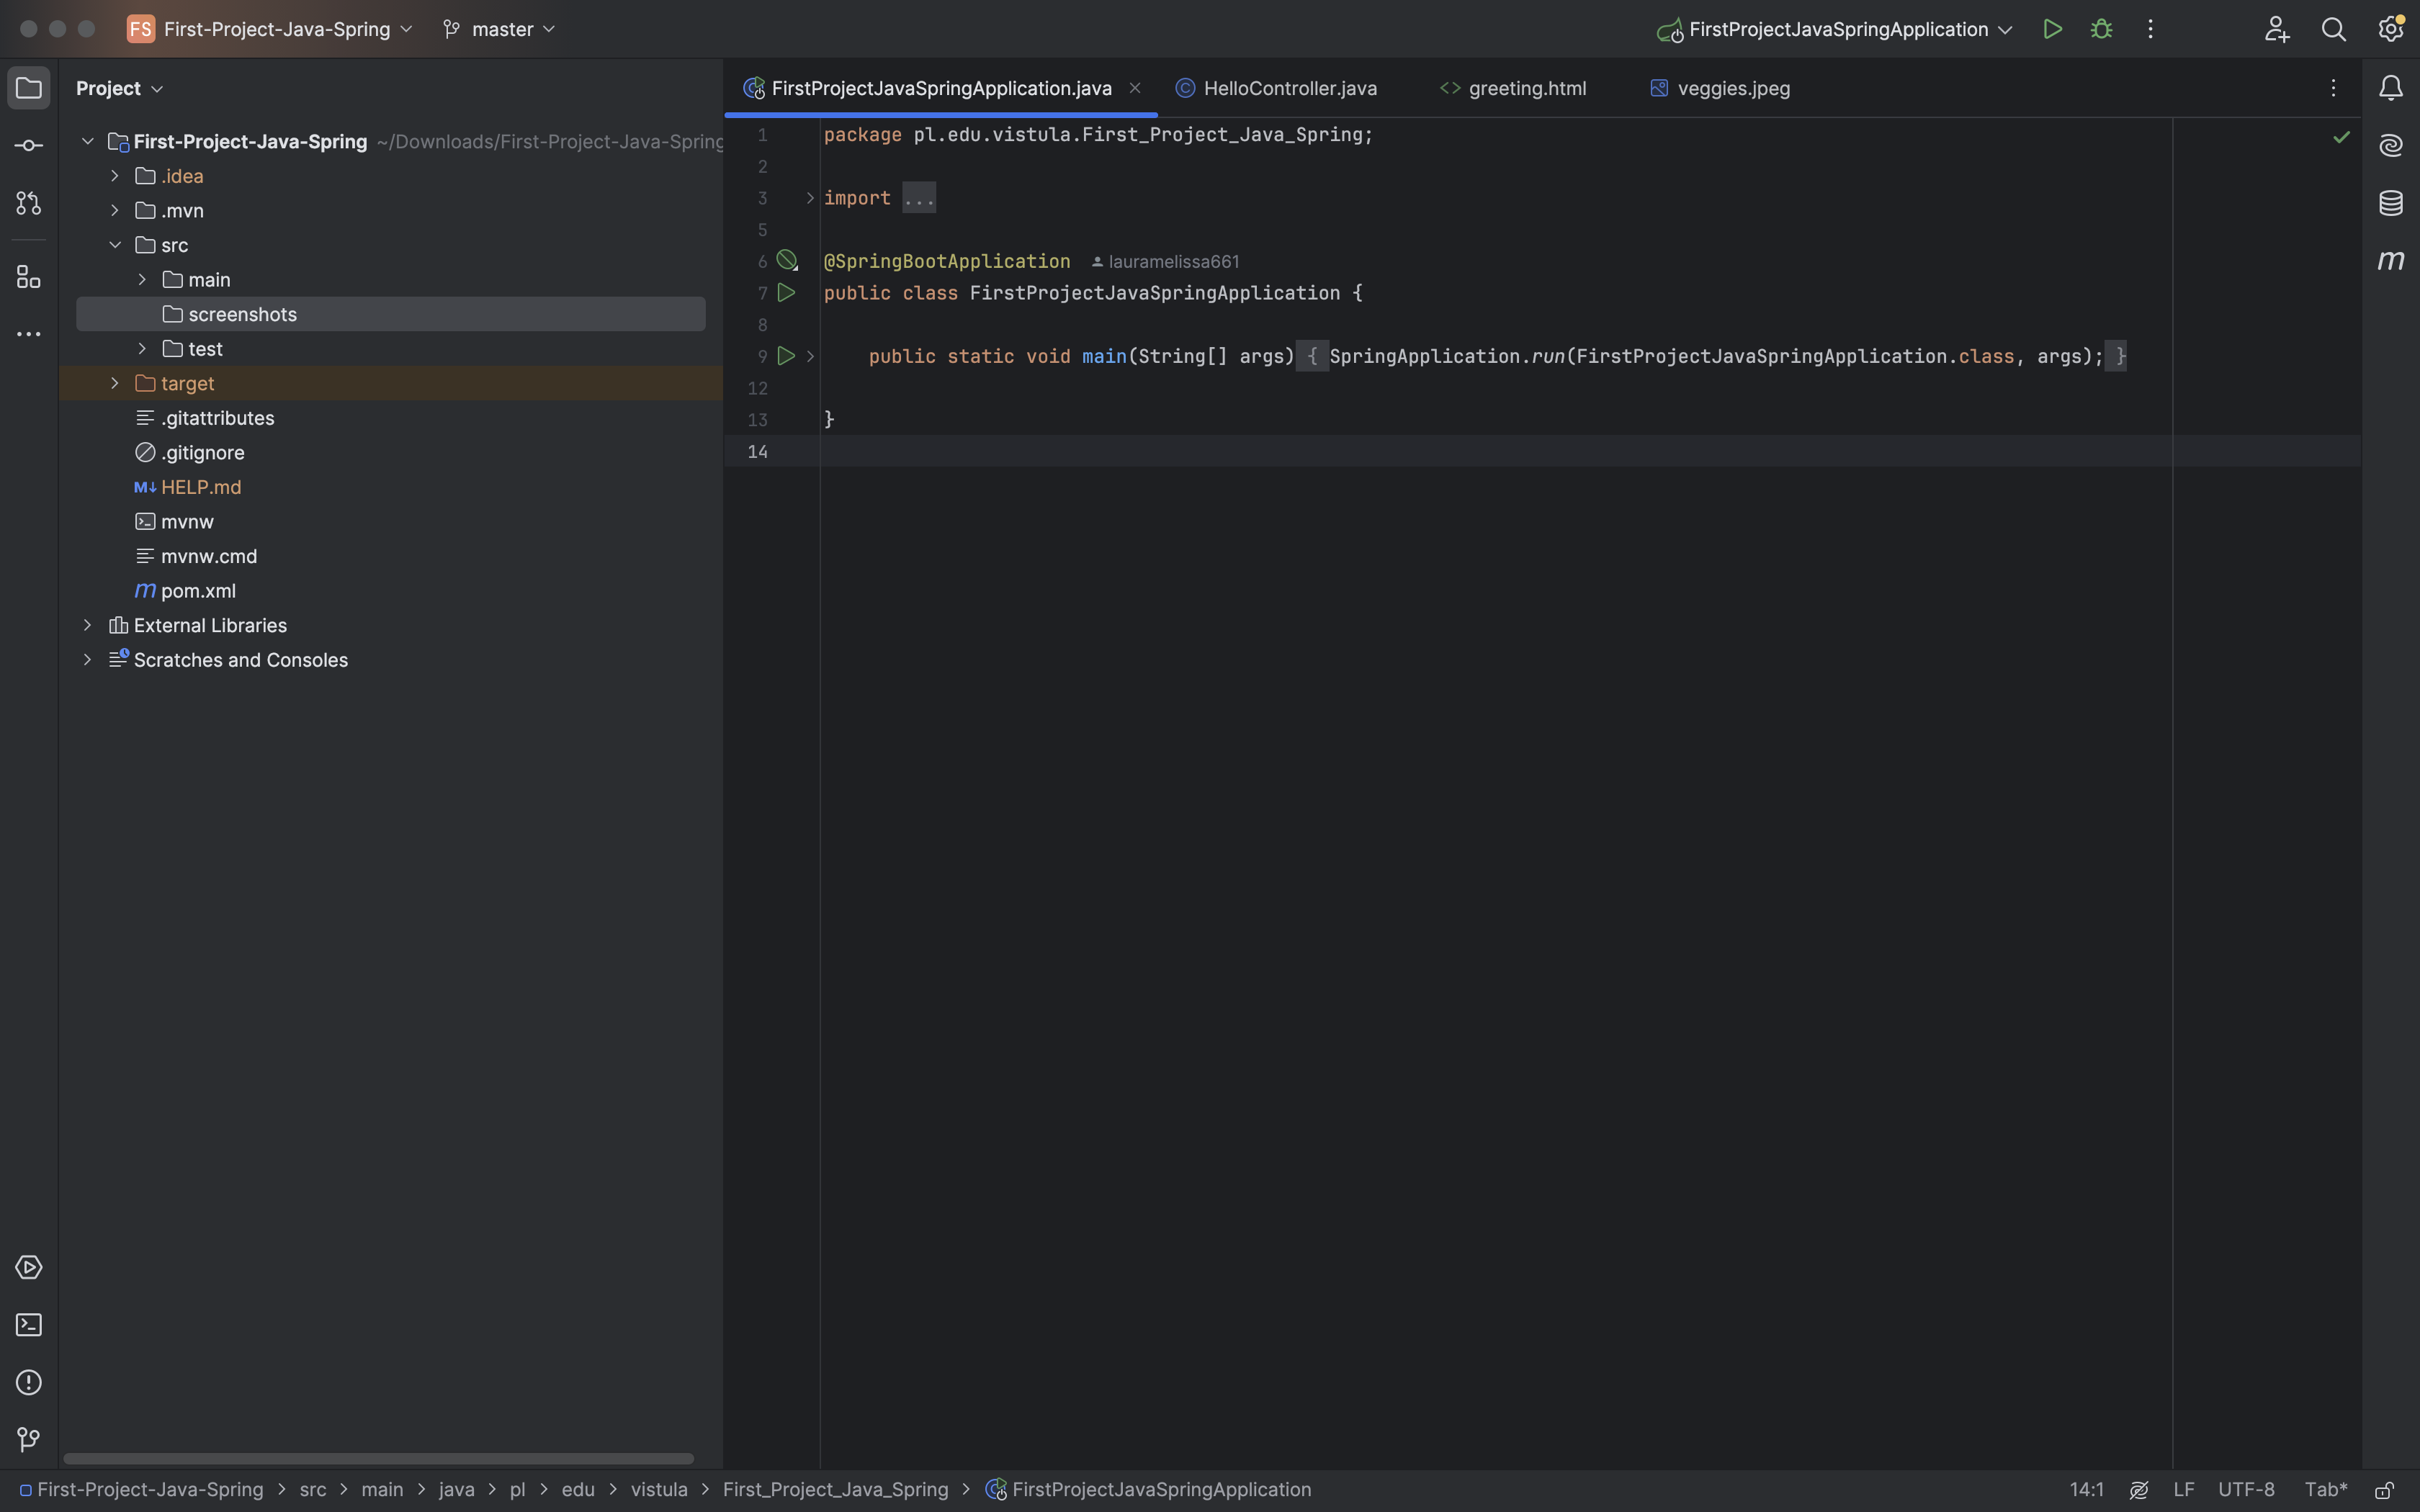 FS First-Project-Java-Spring master FirstProjectJavaSpringApplication
Project
First-Project-Java-Spring ~/Downloads/First-Project-Java-Spring
.idea
.mvn
src
main
screenshots
test
target
.gitattributes
.gitignore
M↓ HELP.md
mvnw
mvnw.cmd
m pom.xml
External Libraries
Scratches and Consoles
FirstProjectJavaSpringApplication.java HelloController.java greeting.html veggies.jpeg
1 package pl.edu.vistula.First_Project_Java_Spring;
2
3 import ...
5
6 @SpringBootApplication lauramelissa661
7 public class FirstProjectJavaSpringApplication {
8
9 public static void main(String[] args) { SpringApplication.run(FirstProjectJavaSpringApplication.class, args); }
12
13 }
14
m
First-Project-Java-Spring > src > main > java > pl > edu > vistula > First_Project_Java_Spring > FirstProjectJavaSpringApplication 14:1 LF UTF-8 Tab*